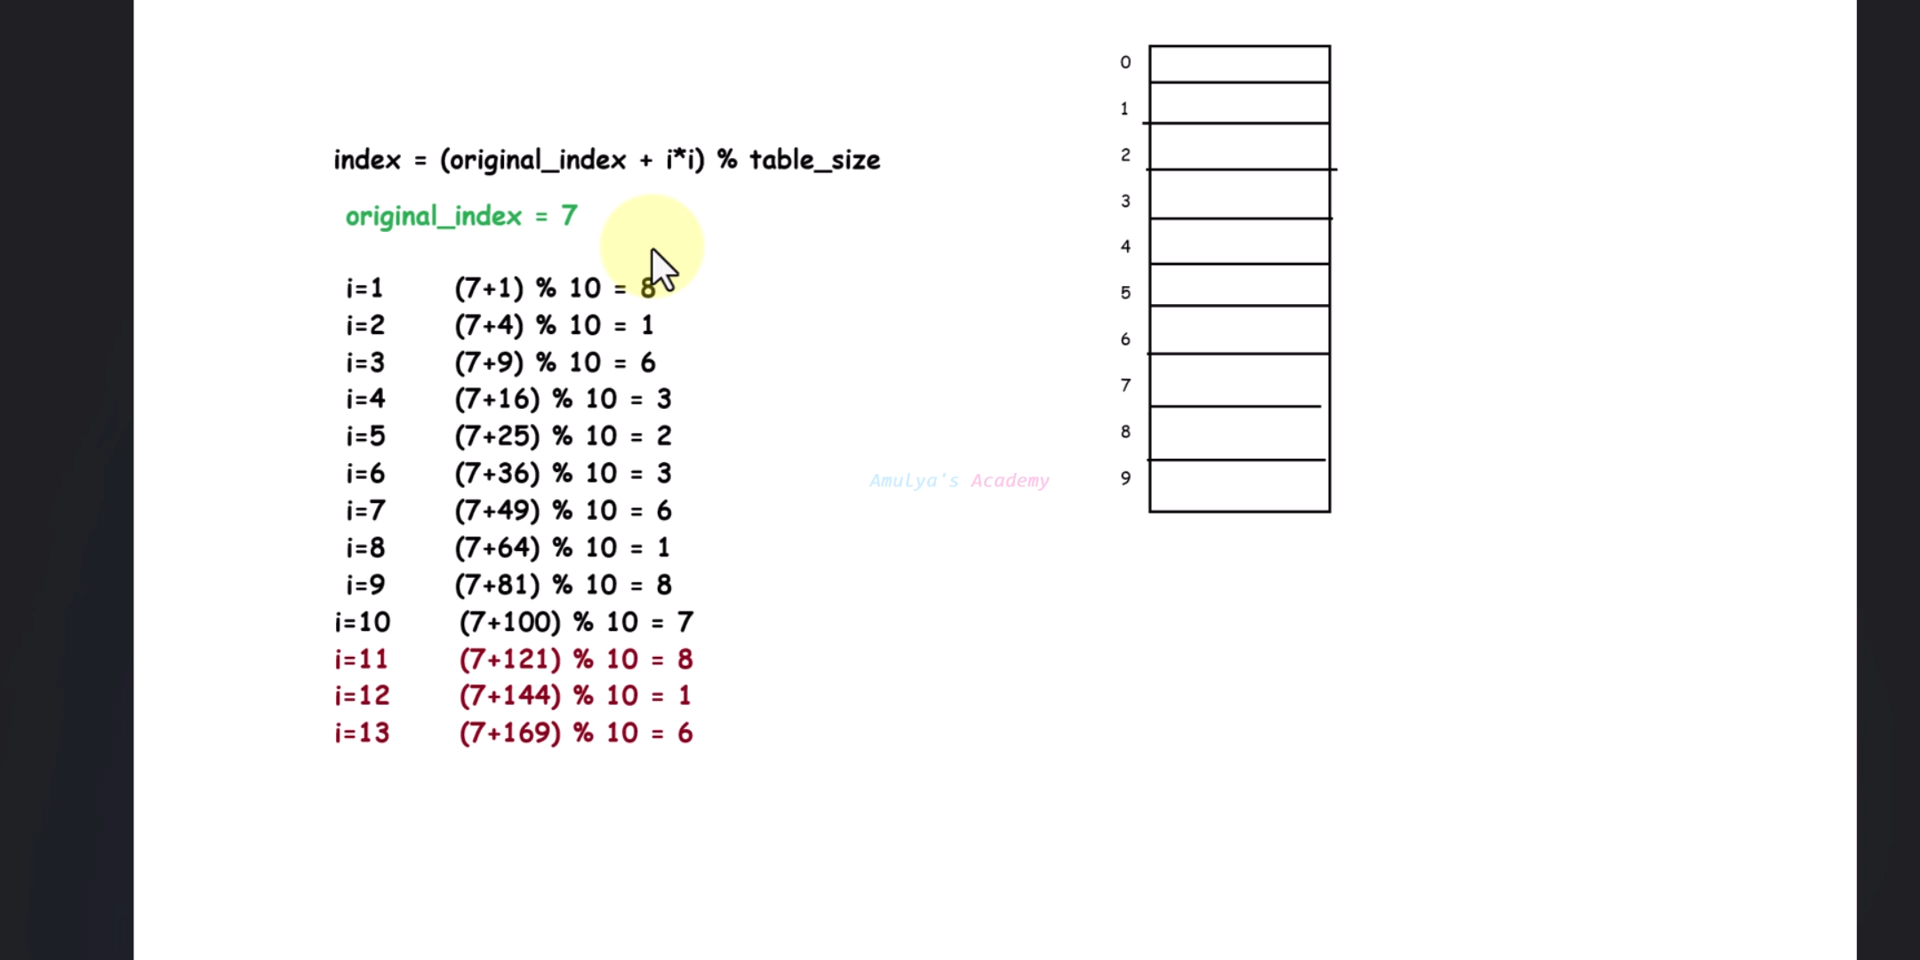 index = (original_index + i*i) % table_size
original_index = 7
i=1 (7+1) % 10 = 8
i=2 (7+4) % 10 = 1
i=3 (7+9) % 10 = 6
i=4 (7+16) % 10 = 3
i=5 (7+25) % 10 = 2
i=6 (7+36) % 10 = 3
i=7 (7+49) % 10 = 6
i=8 (7+64) % 10 = 1
i=9 (7+81) % 10 = 8
i=10 (7+100) % 10 = 7
i=11 (7+121) % 10 = 8
i=12 (7+144) % 10 = 1
i=13 (7+169) % 10 = 6
Amulya's Academy
0
1
2
3
4
5
6
7
8
9